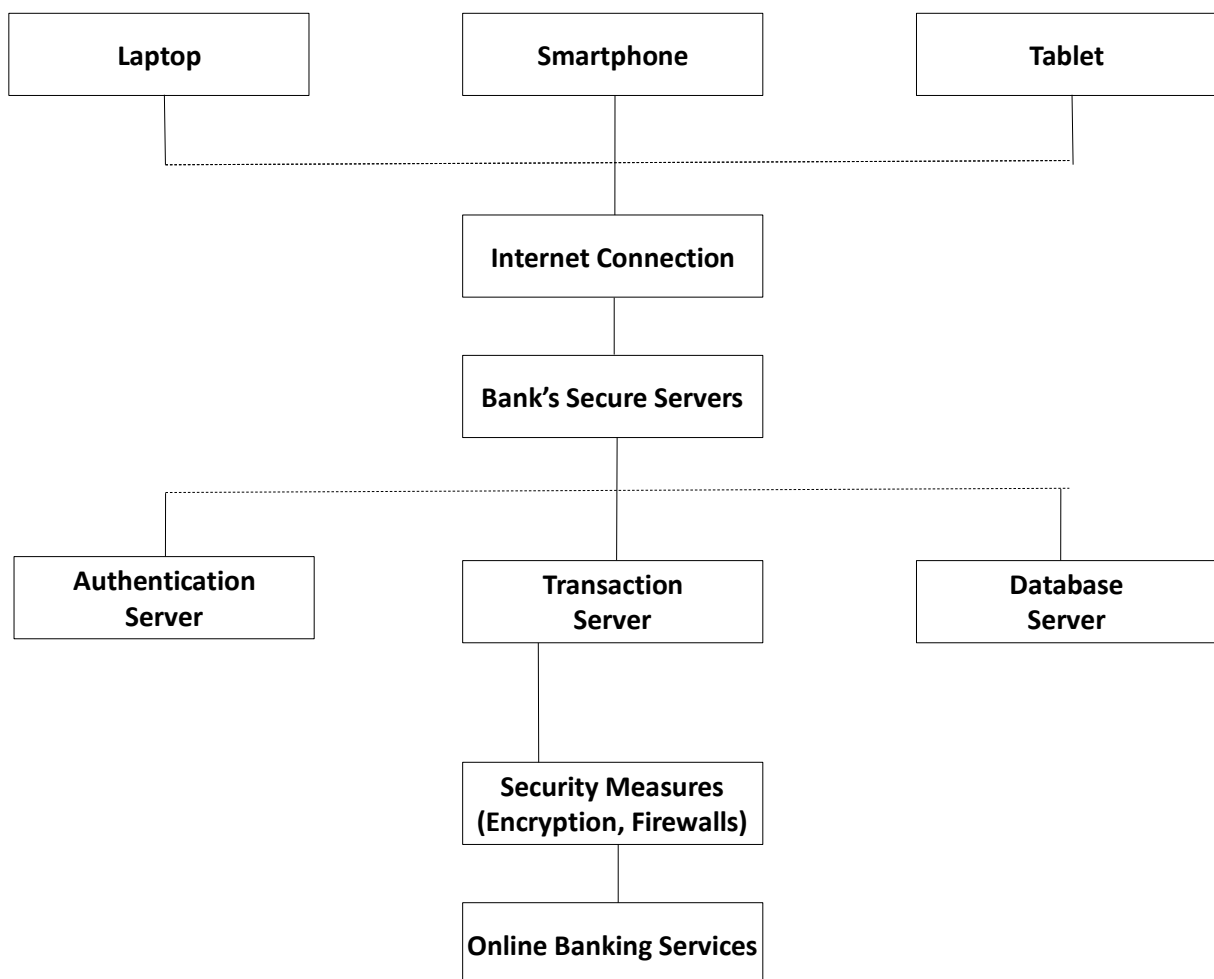 Laptop
Smartphone
Tablet
Internet Connection
Bank’s Secure Servers
Authentication
Server
Transaction
Server
Database
Server
Security Measures
(Encryption, Firewalls)
Online Banking Services